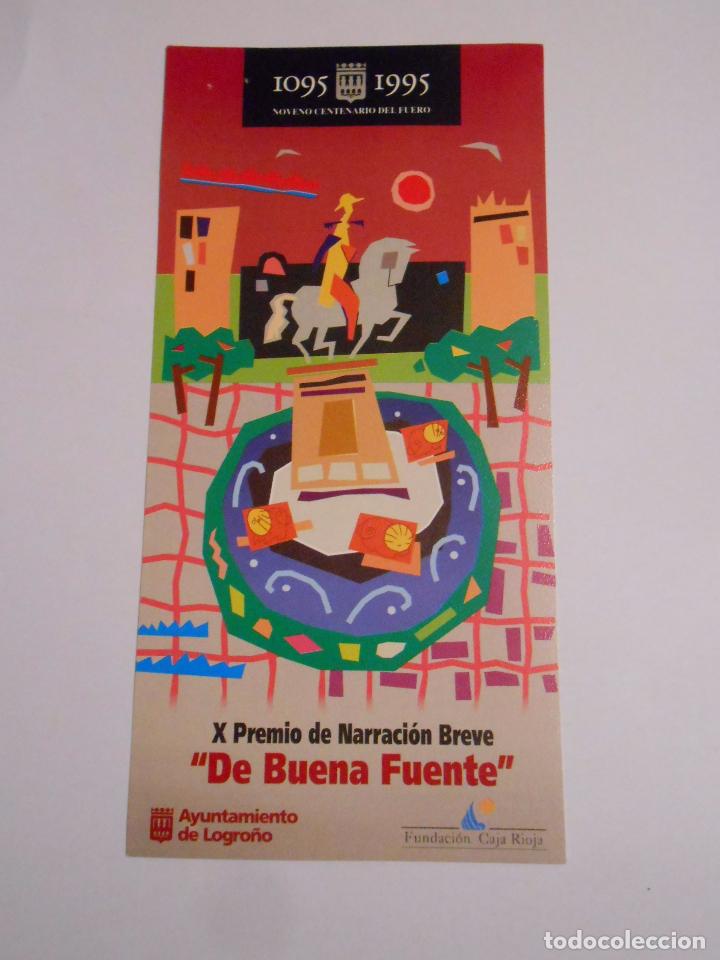 1095 1995
NOVENO CENTENARIO DEL FUERO
X Premio de Narración Breve
"De Buena Fuente"
Ayuntamiento
de Logroño
Fundación Caja Rioja
todocoleccion.net